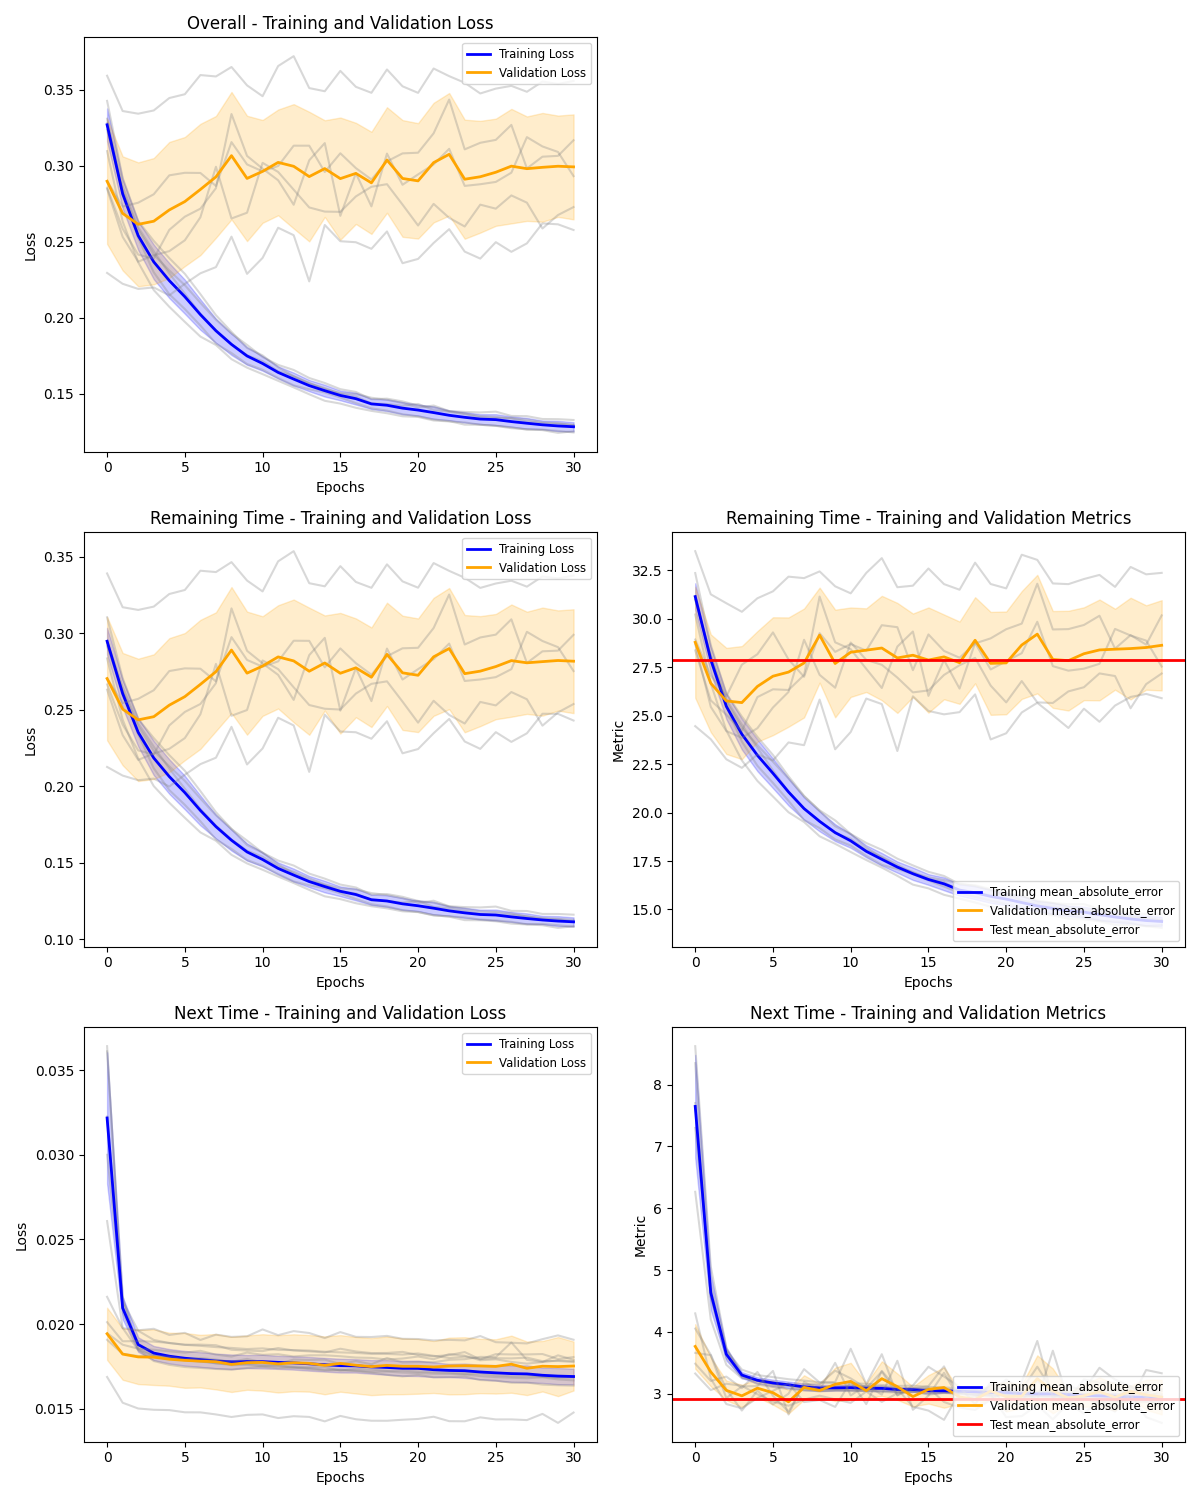 Overall - Training and Validation Loss
Training Loss
Validation Loss
Loss
0.35
0.30
0.25
0.20
0.15
0 5 10 15 20 25 30
Epochs
Remaining Time - Training and Validation Loss
Training Loss
Validation Loss
Loss
0.35
0.30
0.25
0.20
0.15
0.10
0 5 10 15 20 25 30
Epochs
Remaining Time - Training and Validation Metrics
Metric
32.5
30.0
27.5
25.0
22.5
20.0
17.5
15.0
Training mean_absolute_error
Validation mean_absolute_error
Test mean_absolute_error
0 5 10 15 20 25 30
Epochs
Next Time - Training and Validation Loss
Training Loss
Validation Loss
Loss
0.035
0.030
0.025
0.020
0.015
0 5 10 15 20 25 30
Epochs
Next Time - Training and Validation Metrics
Metric
8
7
6
5
4
3
Training mean_absolute_error
Validation mean_absolute_error
Test mean_absolute_error
0 5 10 15 20 25 30
Epochs